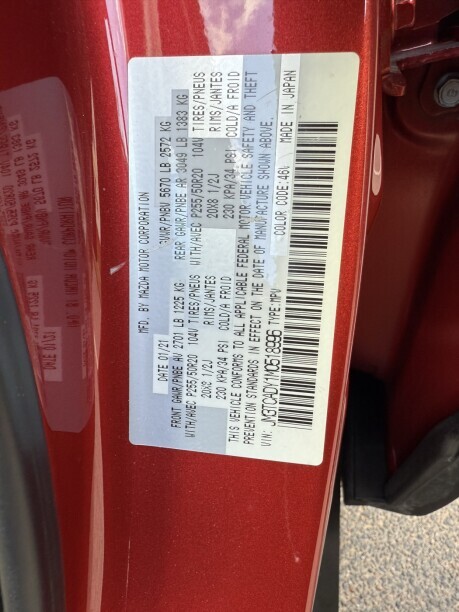 MFD. BY MAZDA MOTOR CORPORATION
DATE 01/21 GVWR/PNBV 5670 LB 2572 KG
FRONT GAWR/PNBE AV 2701 LB 1225 KG REAR GAWR/PNBE AR 3049 LB 1383 KG
WITH/AVEC P255/50R20 104V TIRES/PNEUS WITH/AVEC P255/50R20 104V TIRES/PNEUS
20X8 1/2J RIMS/JANTES 20X8 1/2J RIMS/JANTES
230 KPA/34 PSI COLD/A FROID 230 KPA/34 PSI COLD/A FROID
THIS VEHICLE CONFORMS TO ALL APPLICABLE FEDERAL MOTOR VEHICLE SAFETY AND THEFT
PREVENTION STANDARDS IN EFFECT ON THE DATE OF MANUFACTURE SHOWN ABOVE.
VIN: JM3TCADY1M0518996 TYPE:MPV COLOR CODE:46V MADE IN JAPAN